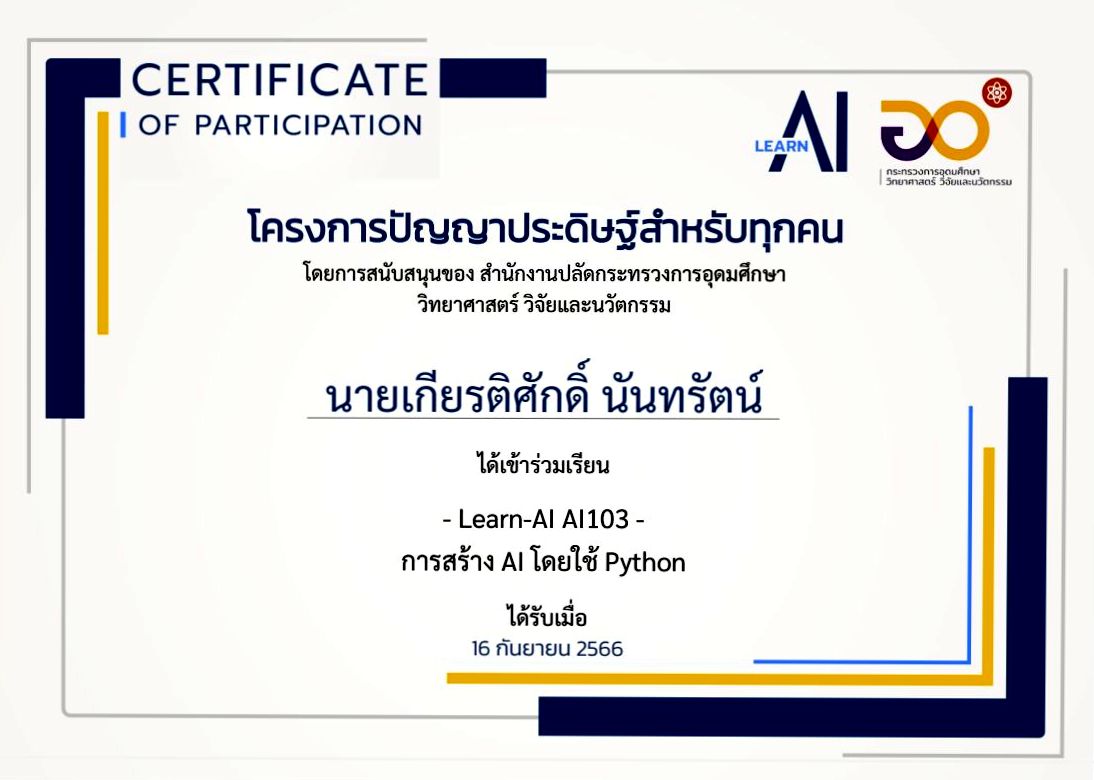 CERTIFICATE
OF PARTICIPATION
LEARN AI
กระทรวงการอุดมศึกษา
วิทยาศาสตร์ วิจัยและนวัตกรรม
โครงการปัญญาประดิษฐ์สำหรับทุกคน
โดยการสนับสนุนของ สำนักงานปลัดกระทรวงการอุดมศึกษา
วิทยาศาสตร์ วิจัยและนวัตกรรม
นายเกียรติศักดิ์ นันทรัตน์
ได้เข้าร่วมเรียน
- Learn-AI AI103 -
การสร้าง AI โดยใช้ Python
ได้รับเมื่อ
16 กันยายน 2566